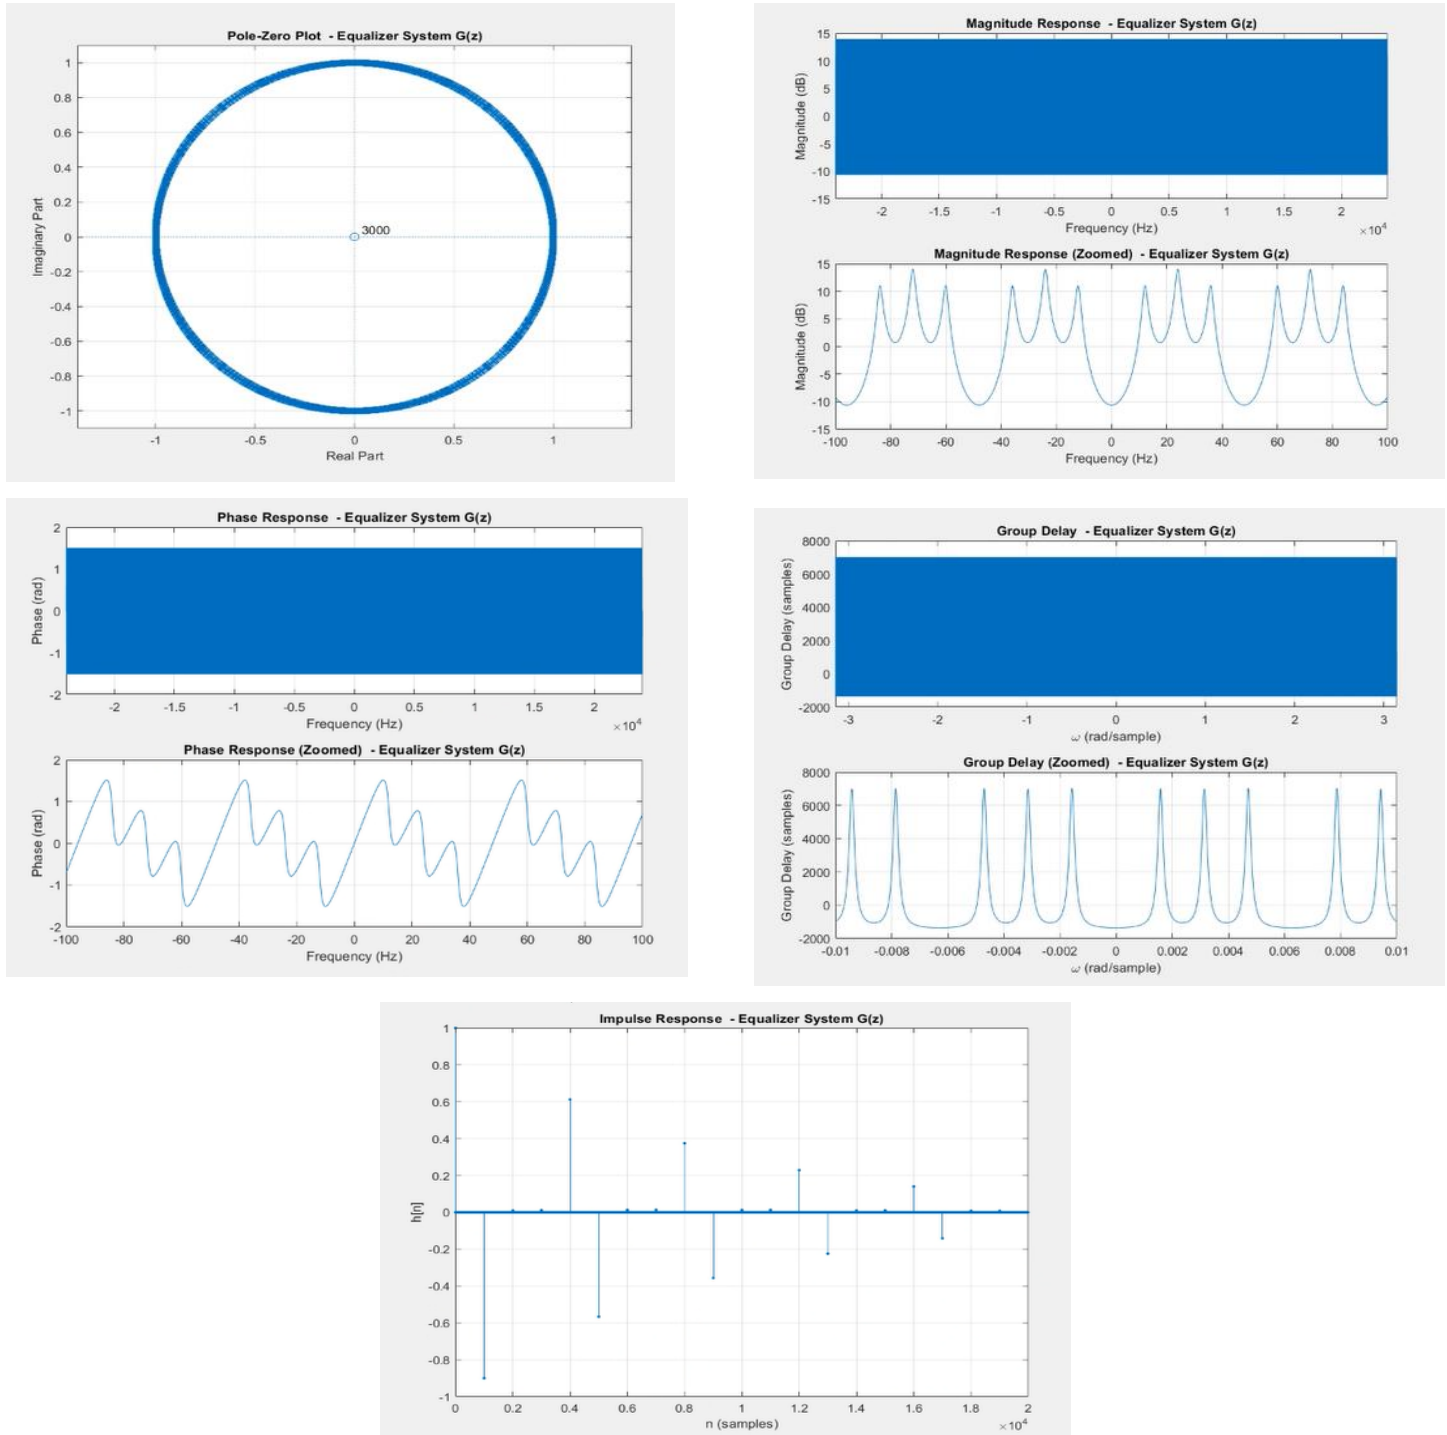 Pole-Zero Plot - Equalizer System G(z)
1
0.8
0.6
0.4
0.2
0
-0.2
-0.4
-0.6
-0.8
-1
3000
Imaginary Part
-1 -0.5 0 0.5 1
Real Part
Magnitude Response - Equalizer System G(z)
15
10
5
0
-5
-10
-15
Magnitude (dB)
-2 -1.5 -1 -0.5 0 0.5 1 1.5 2
Frequency (Hz)
×10^4
Magnitude Response (Zoomed) - Equalizer System G(z)
15
10
5
0
-5
-10
-15
Magnitude (dB)
-100 -80 -60 -40 -20 0 20 40 60 80 100
Frequency (Hz)
Phase Response - Equalizer System G(z)
2
1
0
-1
-2
Phase (rad)
-2 -1.5 -1 -0.5 0 0.5 1 1.5 2
Frequency (Hz)
×10^4
Phase Response (Zoomed) - Equalizer System G(z)
2
1
0
-1
-2
Phase (rad)
-100 -80 -60 -40 -20 0 20 40 60 80 100
Frequency (Hz)
Group Delay - Equalizer System G(z)
8000
6000
4000
2000
0
-2000
Group Delay (samples)
-3 -2 -1 0 1 2 3
ω (rad/sample)
Group Delay (Zoomed) - Equalizer System G(z)
8000
6000
4000
2000
0
-2000
Group Delay (samples)
-0.01 -0.008 -0.006 -0.004 -0.002 0 0.002 0.004 0.006 0.008 0.01
ω (rad/sample)
Impulse Response - Equalizer System G(z)
1
0.8
0.6
0.4
0.2
0
-0.2
-0.4
-0.6
-0.8
-1
h[n]
0 0.2 0.4 0.6 0.8 1 1.2 1.4 1.6 1.8 2
n (samples)
×10^4